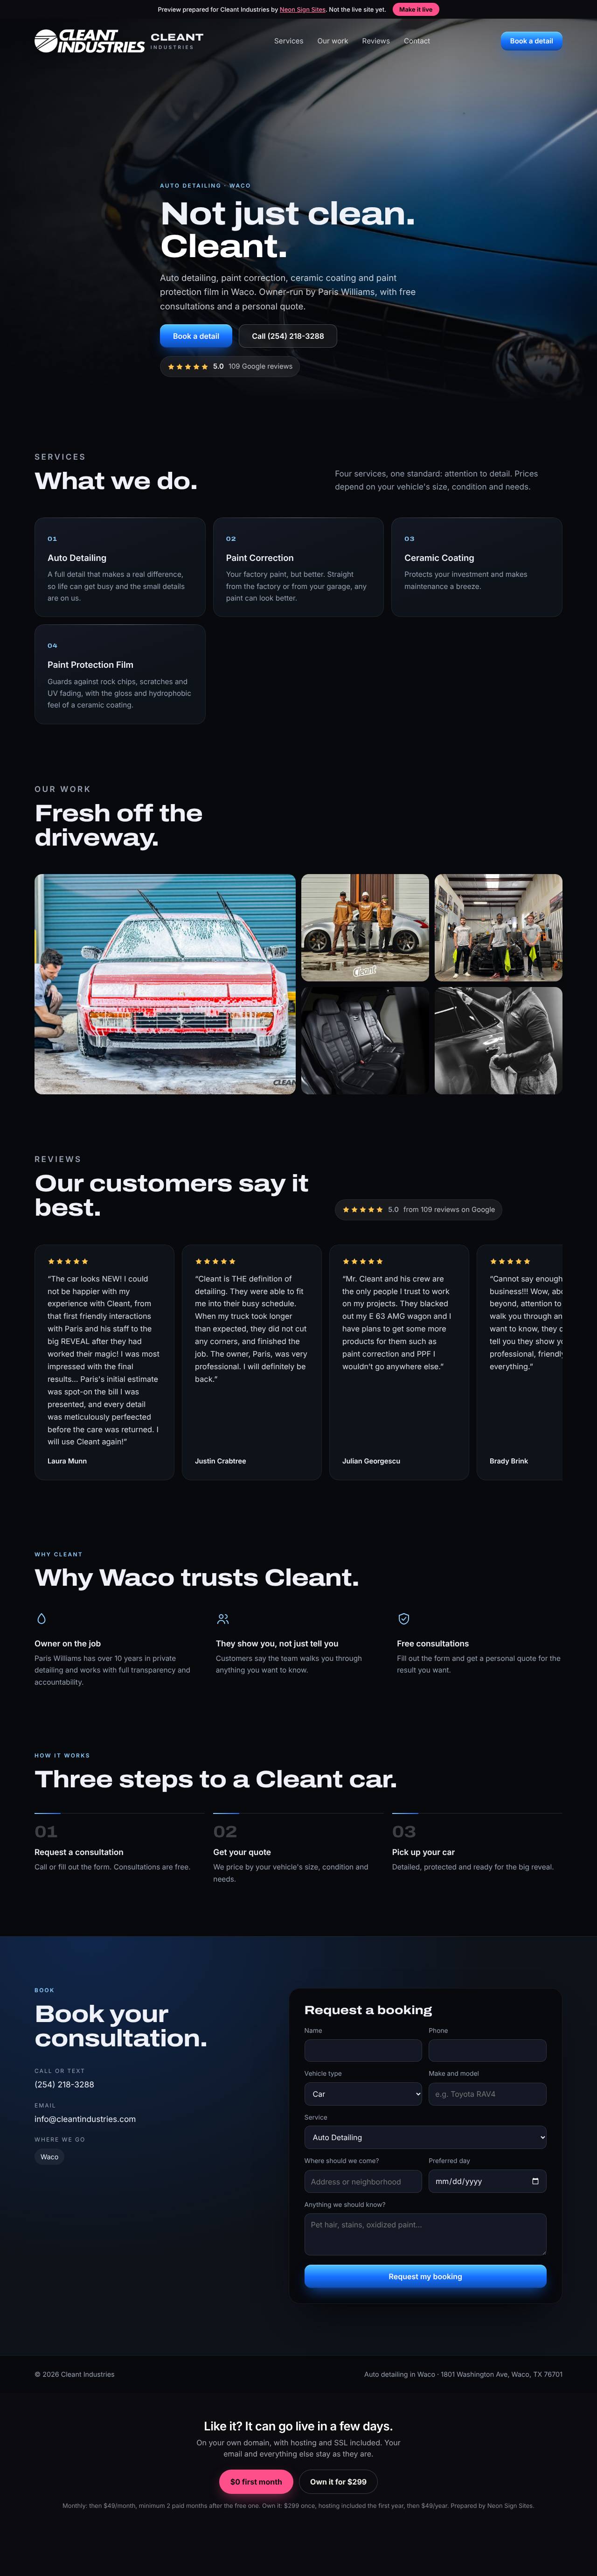 Preview prepared for Cleant Industries by Neon Sign Sites. Not the live site yet. Make it live
CLEANT
INDUSTRIES
CLEANT
INDUSTRIES
Services Our work Reviews Contact
Book a detail
AUTO DETAILING · WACO
Not just clean.
Cleant.
Auto detailing, paint correction, ceramic coating and paint
protection film in Waco. Owner-run by Paris Williams, with free
consultations and a personal quote.
Book a detail Call (254) 218-3288
★★★★★ 5.0 109 Google reviews
SERVICES
What we do.
Four services, one standard: attention to detail. Prices
depend on your vehicle's size, condition and needs.
01
Auto Detailing
A full detail that makes a real difference,
so life can get busy and the small details
are on us.
02
Paint Correction
Your factory paint, but better. Straight
from the factory or from your garage, any
paint can look better.
03
Ceramic Coating
Protects your investment and makes
maintenance a breeze.
04
Paint Protection Film
Guards against rock chips, scratches and
UV fading, with the gloss and hydrophobic
feel of a ceramic coating.
OUR WORK
Fresh off the
driveway.
CLEAN
Cleant
REVIEWS
Our customers say it
best.
★★★★★ 5.0 from 109 reviews on Google
★★★★★
“The car looks NEW! I could
not be happier with my
experience with Cleant, from
that first friendly interactions
with Paris and his staff to the
big REVEAL after they had
worked their magic! I was most
impressed with the final
results... Paris's initial estimate
was spot-on the bill I was
presented, and every detail
was meticulously perfected
before the care was returned. I
will use Cleant again!”
Laura Munn
★★★★★
“Cleant is THE definition of
detailing. They were able to fit
me into their busy schedule.
When my truck took longer
than expected, they did not cut
any corners, and finished the
job. The owner, Paris, was very
professional. I will definitely be
back.”
Justin Crabtree
★★★★★
“Mr. Cleant and his crew are
the only people I trust to work
on my projects. They blacked
out my E 63 AMG wagon and I
have plans to get some more
products for them such as
paint correction and PPF I
wouldn’t go anywhere else.”
Julian Georgescu
★★★★★
“Cannot say enough
business!!! Wow, abo
beyond, attention to
walk you through an
want to know, they d
tell you they show y
professional, friendly
everything.”
Brady Brink
WHY CLEANT
Why Waco trusts Cleant.
Owner on the job
Paris Williams has over 10 years in private
detailing and works with full transparency and
accountability.
They show you, not just tell you
Customers say the team walks you through
anything you want to know.
Free consultations
Fill out the form and get a personal quote for the
result you want.
HOW IT WORKS
Three steps to a Cleant car.
01
Request a consultation
Call or fill out the form. Consultations are free.
02
Get your quote
We price by your vehicle's size, condition and
needs.
03
Pick up your car
Detailed, protected and ready for the big reveal.
BOOK
Book your
consultation.
CALL OR TEXT
(254) 218-3288
EMAIL
info@cleantindustries.com
WHERE WE GO
Waco
Request a booking
Name Phone
Vehicle type Make and model
Car e.g. Toyota RAV4
Service
Auto Detailing
Where should we come? Preferred day
Address or neighborhood mm/dd/yyyy
Anything we should know?
Pet hair, stains, oxidized paint...
Request my booking
© 2026 Cleant Industries
Auto detailing in Waco · 1801 Washington Ave, Waco, TX 76701
Like it? It can go live in a few days.
On your own domain, with hosting and SSL included. Your
email and everything else stay as they are.
$0 first month Own it for $299
Monthly: then $49/month, minimum 2 paid months after the free one. Own it: $299 once, hosting included the first year, then $49/year. Prepared by Neon Sign Sites.